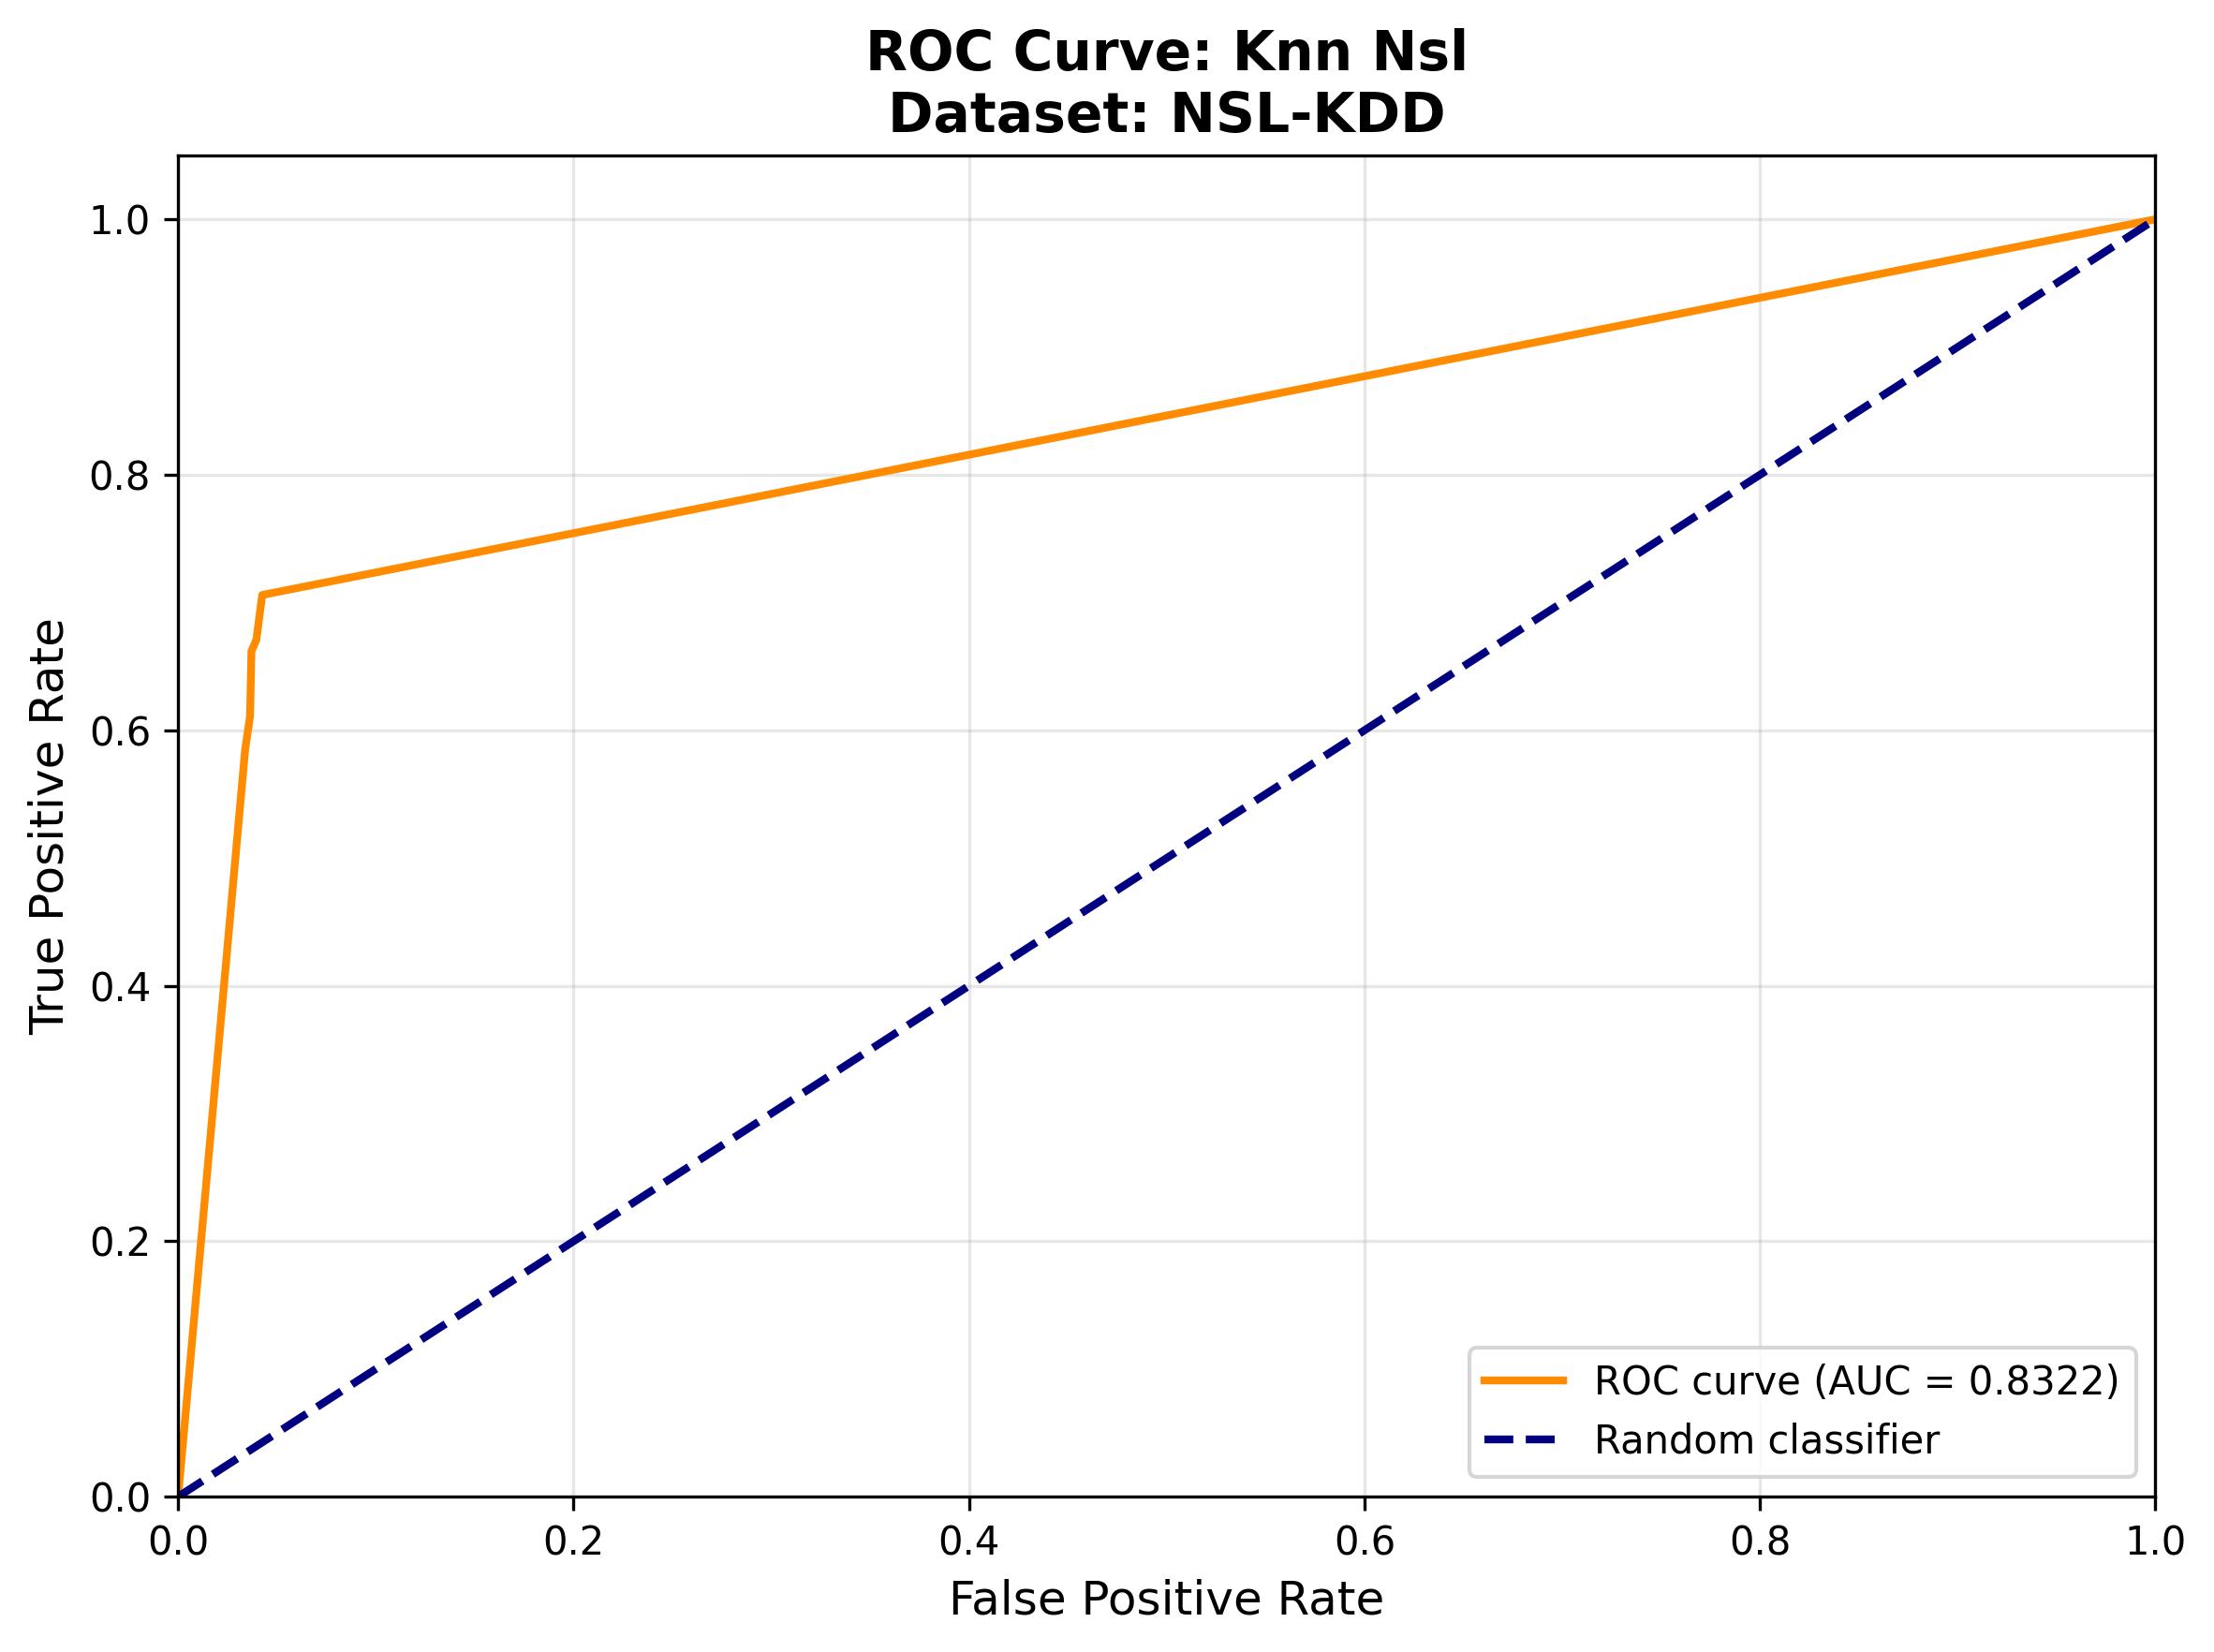 ROC Curve: Knn Nsl
Dataset: NSL-KDD
1.0
0.8
0.6
0.4
0.2
0.0
True Positive Rate
0.0 0.2 0.4 0.6 0.8 1.0
False Positive Rate
ROC curve (AUC = 0.8322)
Random classifier